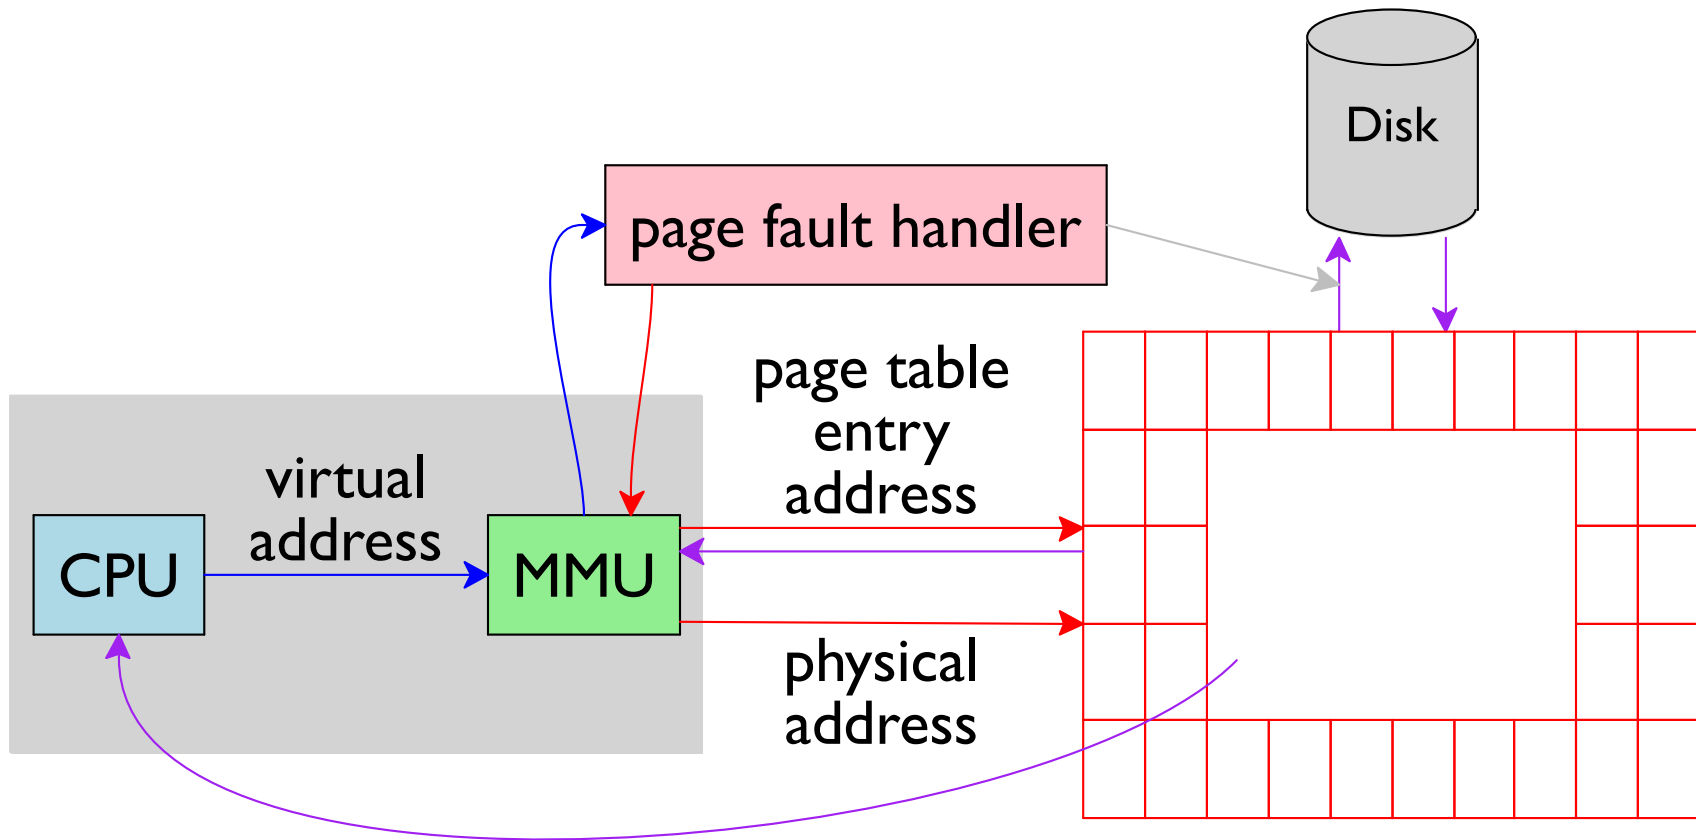 Disk
page fault handler
page table
entry
address
virtual
address
CPU
MMU
physical
address